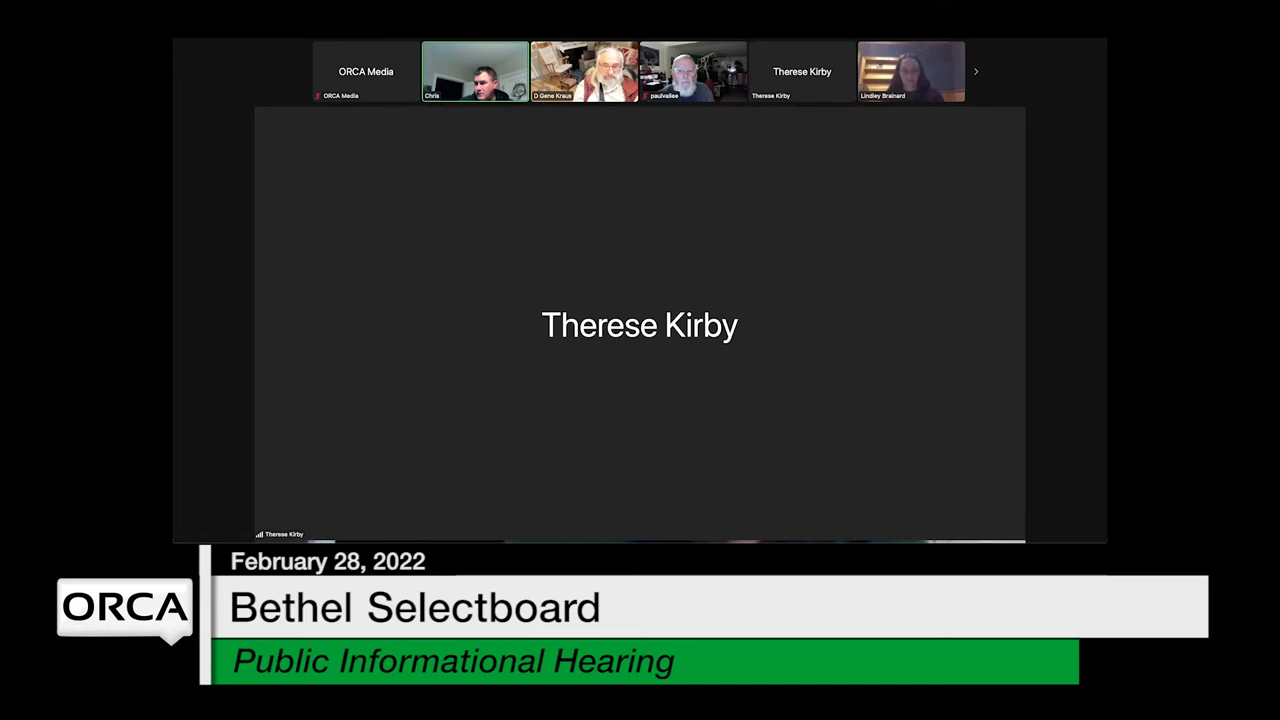 ORCA Media
Therese Kirby
ORCA Media
Chris
D Gene Kraus
paulvallee
Therese Kirby
Lindley Brainard
Therese Kirby
Therese Kirby
February 28, 2022
ORCA
Bethel Selectboard
Public Informational Hearing